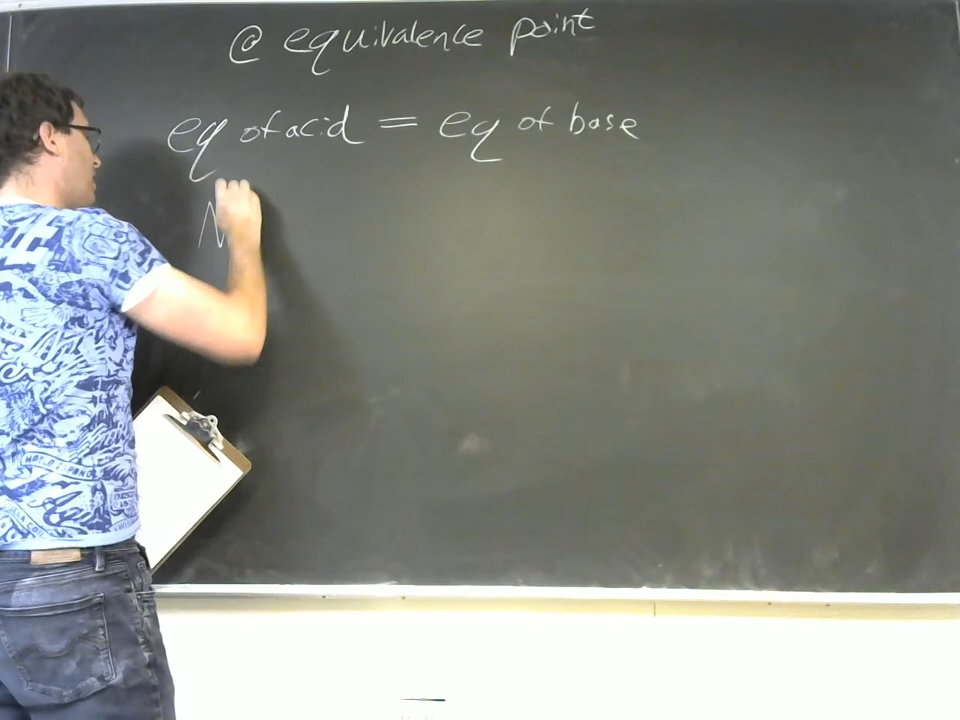 @ equivalence point
eq of acid = eq of base
N